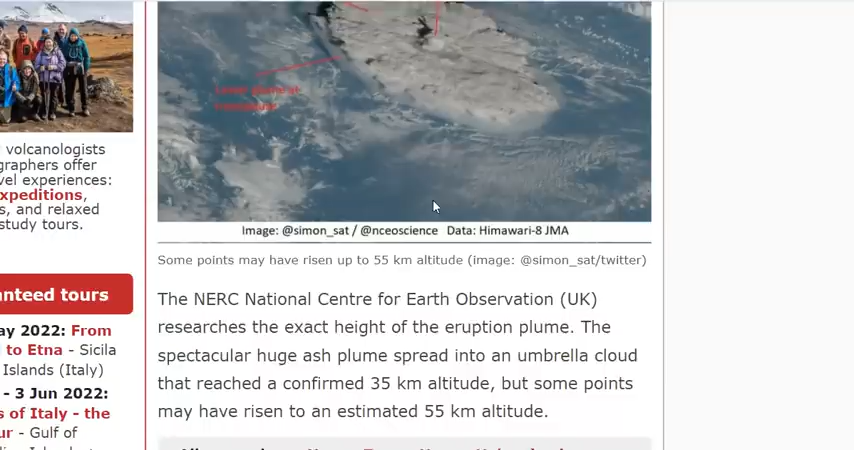 volcanologists
graphers offer
vel experiences:
xpeditions,
s, and relaxed
study tours.
anteed tours
ay 2022: From
to Etna - Sicila
Islands (Italy)
- 3 Jun 2022:
s of Italy - the
ur - Gulf of
Image: @simon_sat / @nceoscience Data: Himawari-8 JMA
Some points may have risen up to 55 km altitude (image: @simon_sat/twitter)
The NERC National Centre for Earth Observation (UK)
researches the exact height of the eruption plume. The
spectacular huge ash plume spread into an umbrella cloud
that reached a confirmed 35 km altitude, but some points
may have risen to an estimated 55 km altitude.